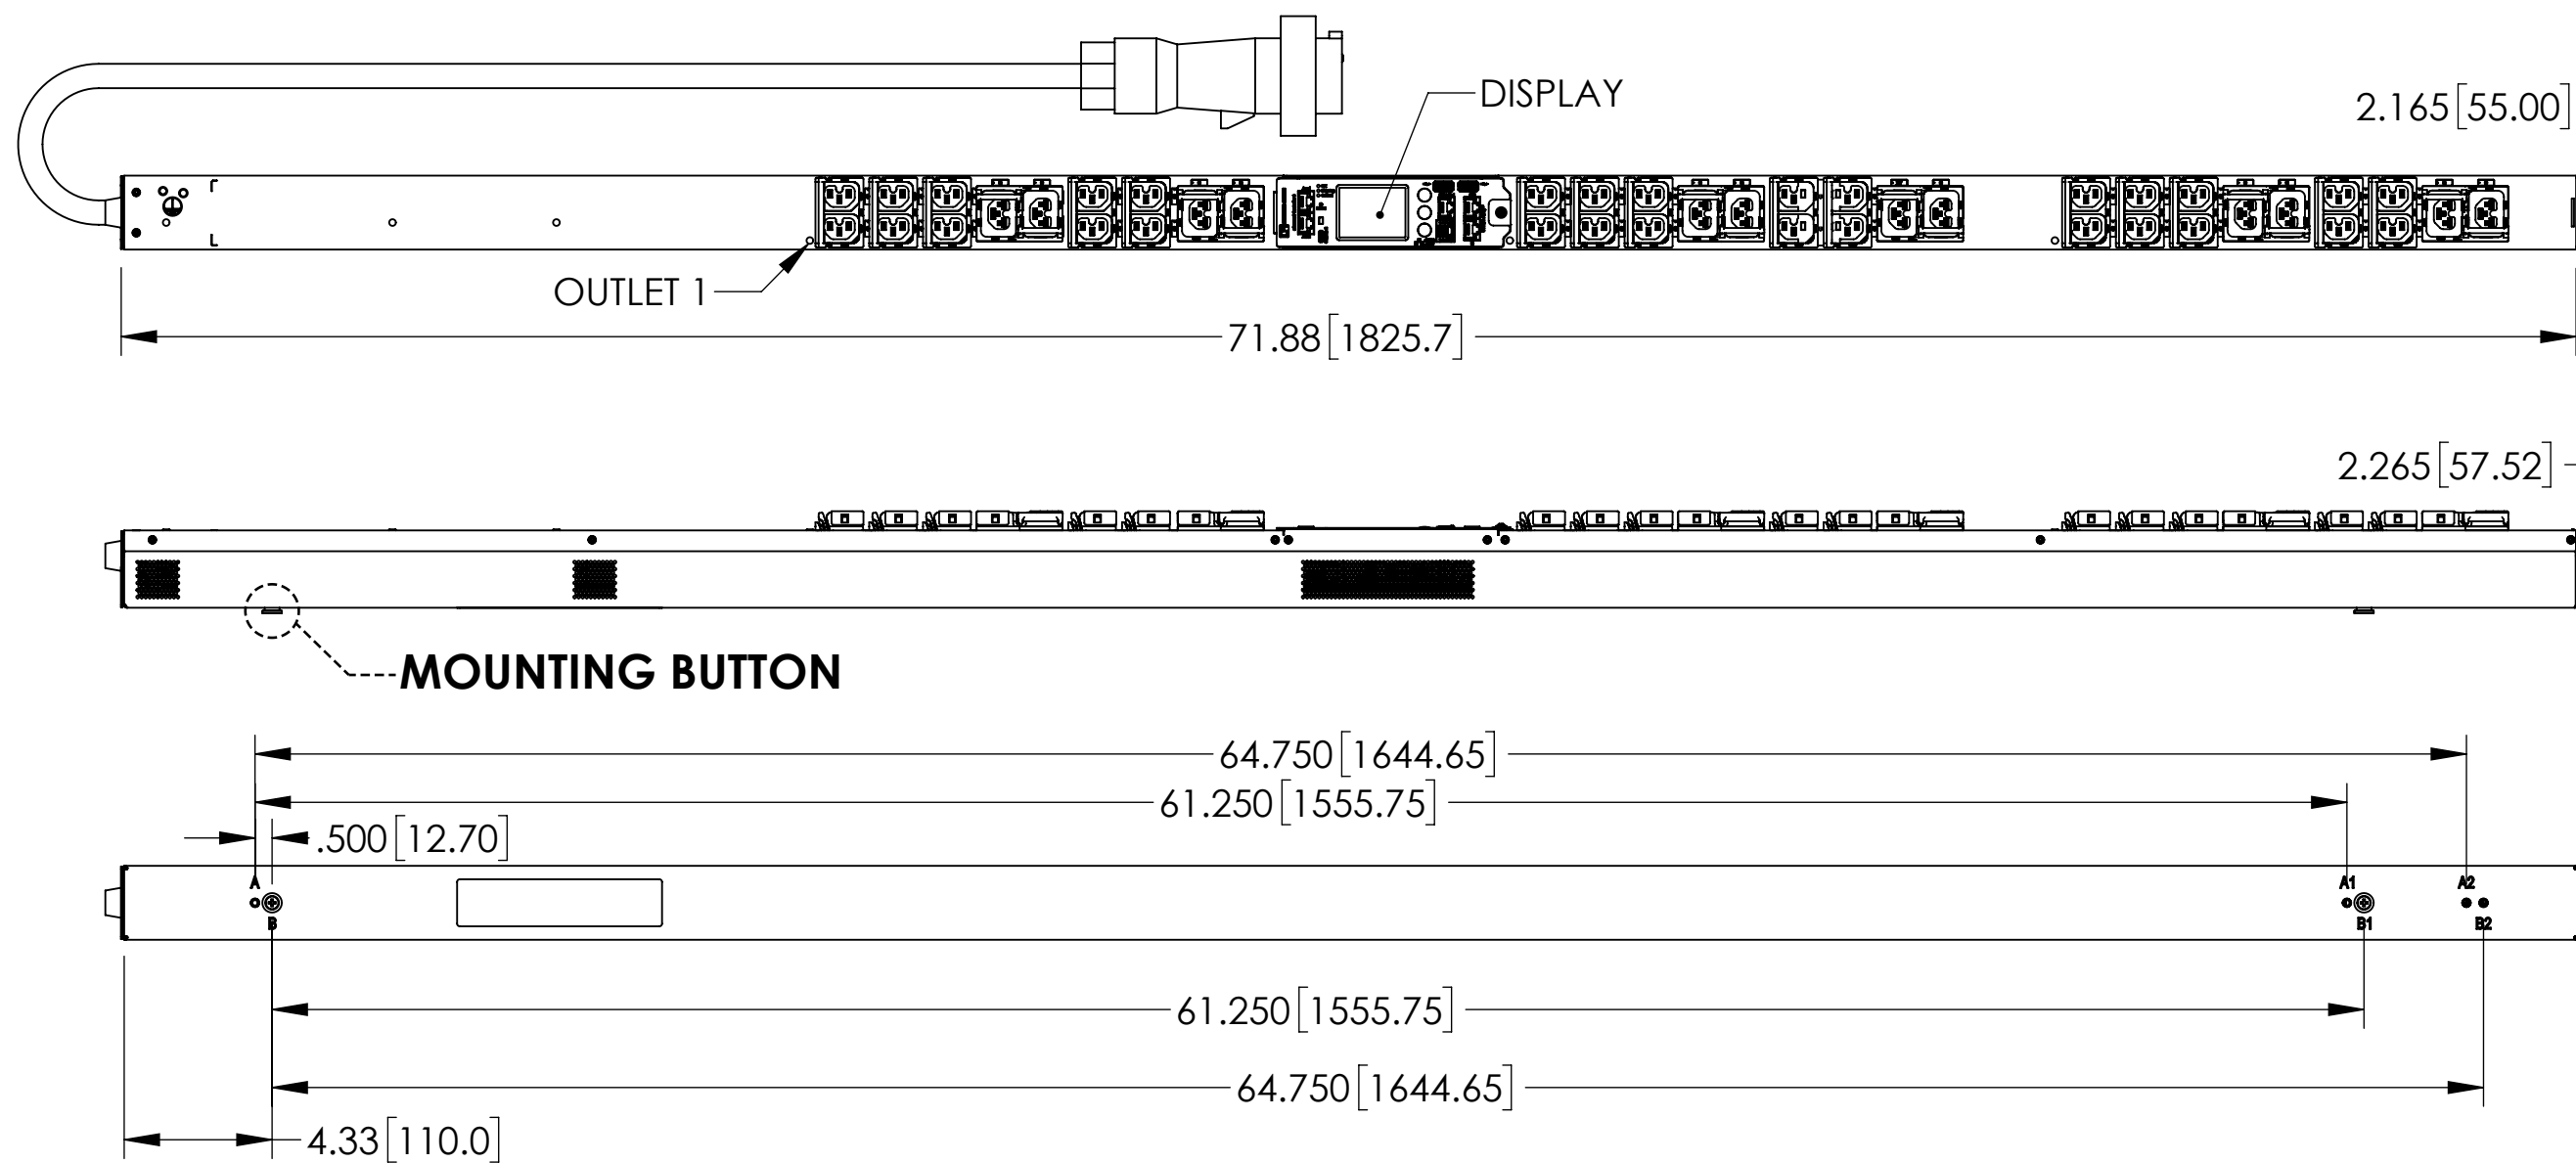 DISPLAY
2.165[55.00]
OUTLET 1
71.88[1825.7]
2.265[57.52]
MOUNTING BUTTON
64.750[1644.65]
61.250[1555.75]
.500[12.70]
A
B
A1
A2
B1
B2
61.250[1555.75]
64.750[1644.65]
4.33[110.0]